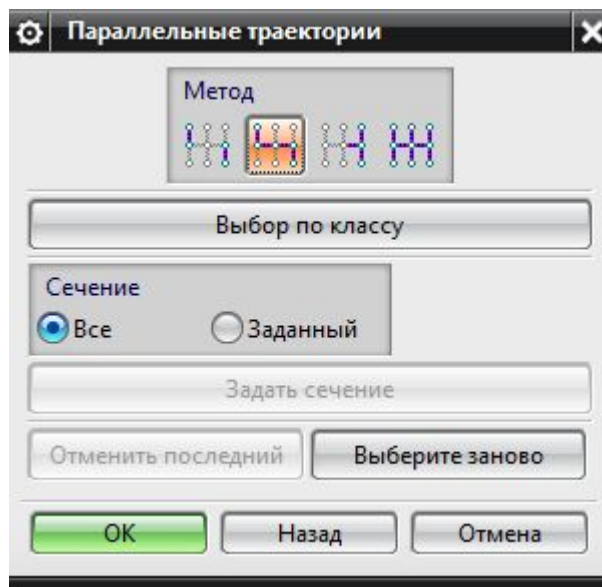 Параллельные траектории
Метод
Выбор по классу
Сечение
Все Заданный
Задать сечение
Отменить последний Выберите заново
OK Назад Отмена